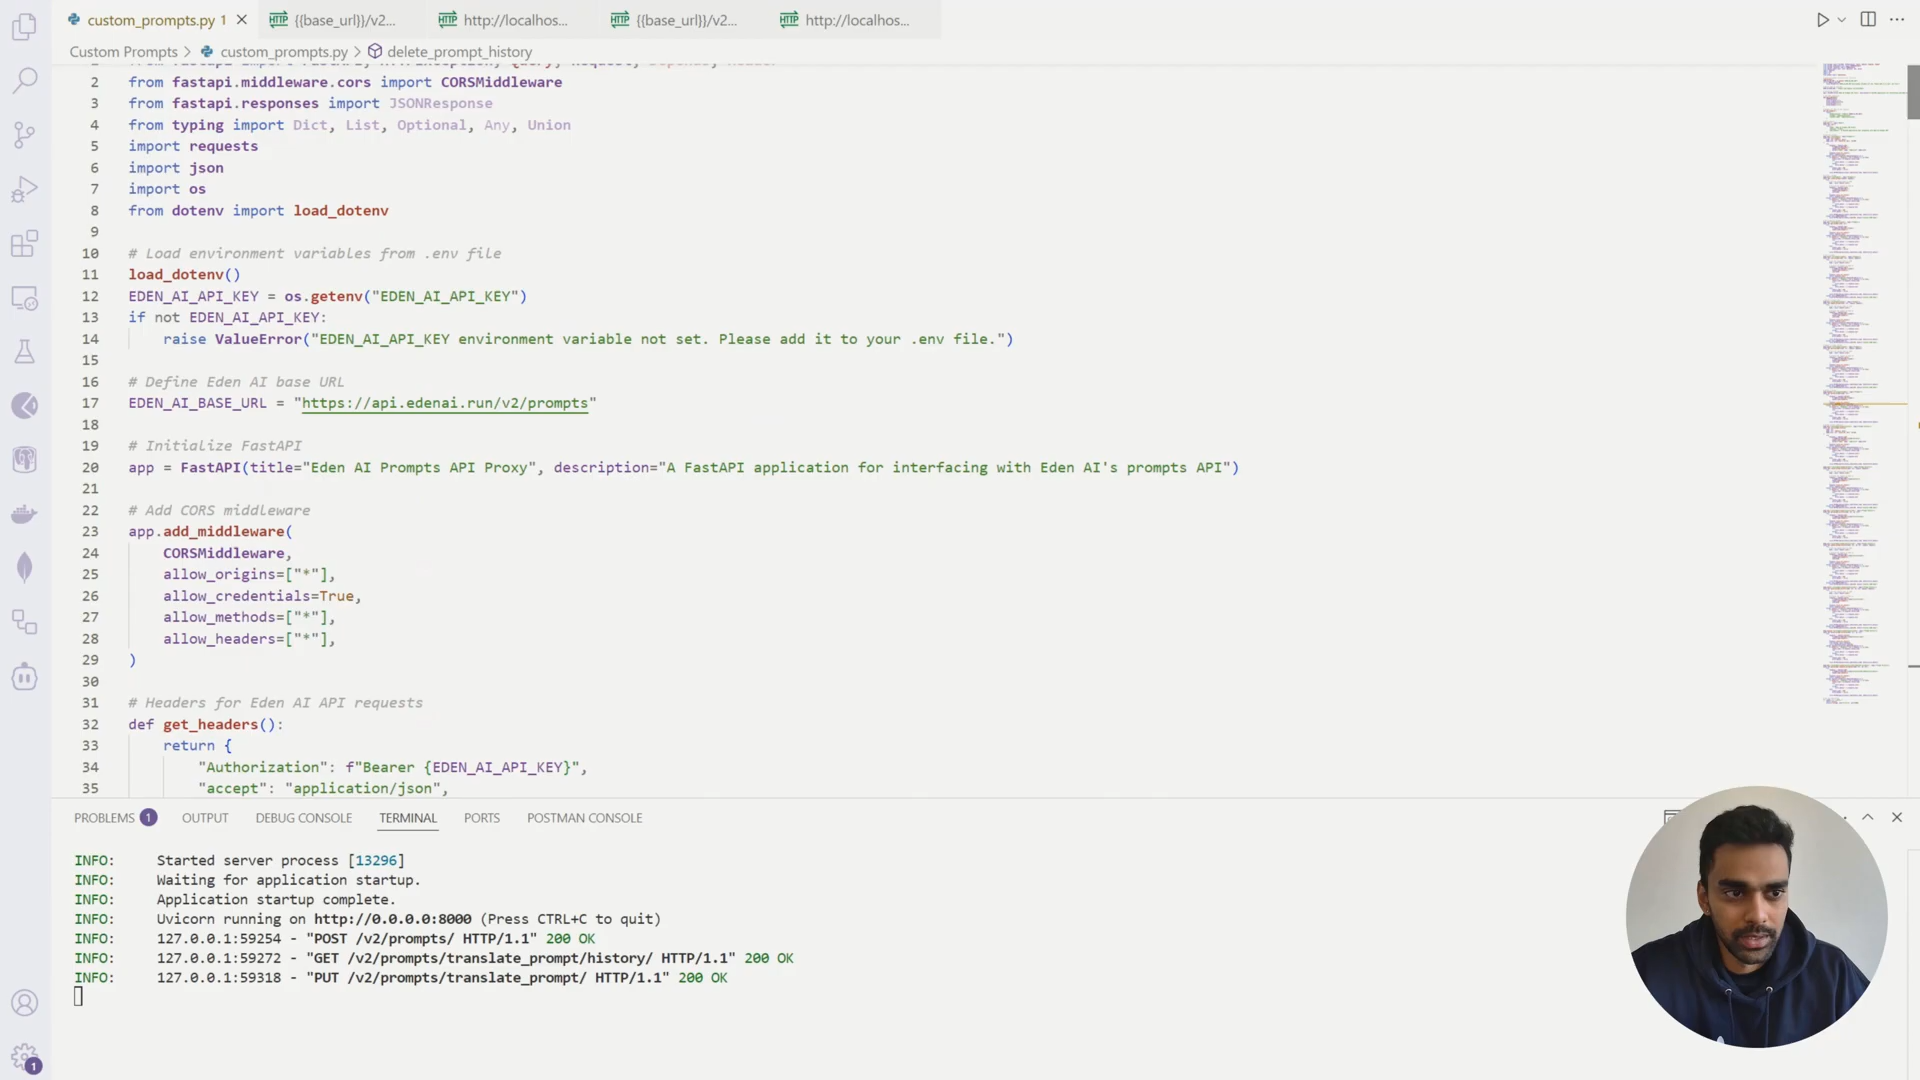 custom_prompts.py 1
{{base_url}}/v2...
http://localhos...
{{base_url}}/v2...
http://localhos...
Custom Prompts > custom_prompts.py > delete_prompt_history
2 from fastapi.middleware.cors import CORSMiddleware
3 from fastapi.responses import JSONResponse
4 from typing import Dict, List, Optional, Any, Union
5 import requests
6 import json
7 import os
8 from dotenv import load_dotenv
9
10 # Load environment variables from .env file
11 load_dotenv()
12 EDEN_AI_API_KEY = os.getenv("EDEN_AI_API_KEY")
13 if not EDEN_AI_API_KEY:
14 raise ValueError("EDEN_AI_API_KEY environment variable not set. Please add it to your .env file.")
15
16 # Define Eden AI base URL
17 EDEN_AI_BASE_URL = "https://api.edenai.run/v2/prompts"
18
19 # Initialize FastAPI
20 app = FastAPI(title="Eden AI Prompts API Proxy", description="A FastAPI application for interfacing with Eden AI's prompts API")
21
22 # Add CORS middleware
23 app.add_middleware(
24 CORSMiddleware,
25 allow_origins=["*"],
26 allow_credentials=True,
27 allow_methods=["*"],
28 allow_headers=["*"],
29 )
30
31 # Headers for Eden AI API requests
32 def get_headers():
33 return {
34 "Authorization": f"Bearer {EDEN_AI_API_KEY}",
35 "accept": "application/json",
PROBLEMS 1 OUTPUT DEBUG CONSOLE TERMINAL PORTS POSTMAN CONSOLE
INFO: Started server process [13296]
INFO: Waiting for application startup.
INFO: Application startup complete.
INFO: Uvicorn running on http://0.0.0.0:8000 (Press CTRL+C to quit)
INFO: 127.0.0.1:59254 - "POST /v2/prompts/ HTTP/1.1" 200 OK
INFO: 127.0.0.1:59272 - "GET /v2/prompts/translate_prompt/history/ HTTP/1.1" 200 OK
INFO: 127.0.0.1:59318 - "PUT /v2/prompts/translate_prompt/ HTTP/1.1" 200 OK
1